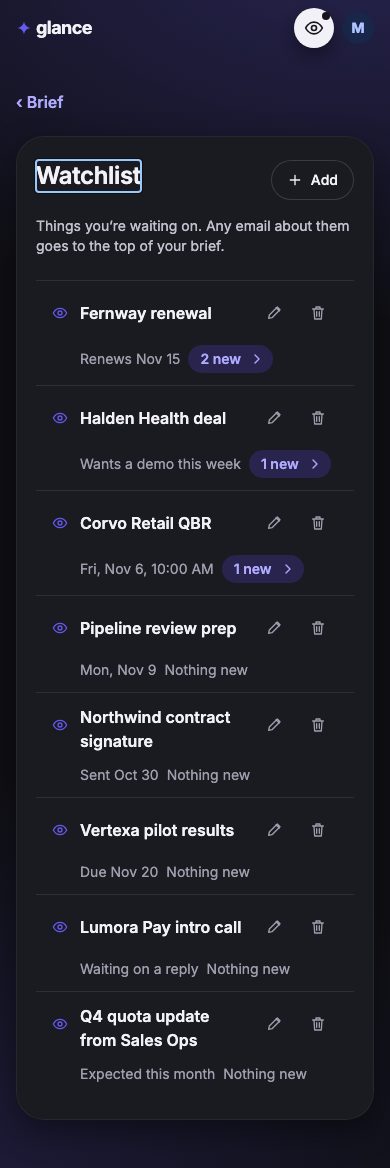 glance
M
‹ Brief
Watchlist
+ Add
Things you’re waiting on. Any email about them
goes to the top of your brief.
Fernway renewal
Renews Nov 15 2 new >
Halden Health deal
Wants a demo this week 1 new >
Corvo Retail QBR
Fri, Nov 6, 10:00 AM 1 new >
Pipeline review prep
Mon, Nov 9 Nothing new
Northwind contract
signature
Sent Oct 30 Nothing new
Vertexa pilot results
Due Nov 20 Nothing new
Lumora Pay intro call
Waiting on a reply Nothing new
Q4 quota update
from Sales Ops
Expected this month Nothing new